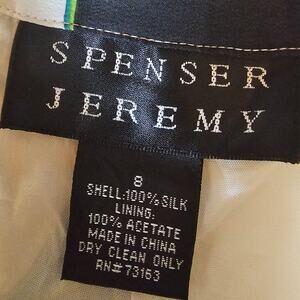 SPENSER
JEREMY
8
SHELL:100% SILK
LINING:
100% ACETATE
MADE IN CHINA
DRY CLEAN ONLY
RN#73163